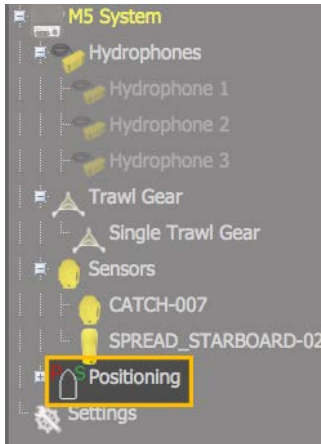 M5 System
Hydrophones
Hydrophone 1
Hydrophone 2
Hydrophone 3
Trawl Gear
Single Trawl Gear
Sensors
CATCH-007
SPREAD_STARBOARD-02
S Positioning
Settings